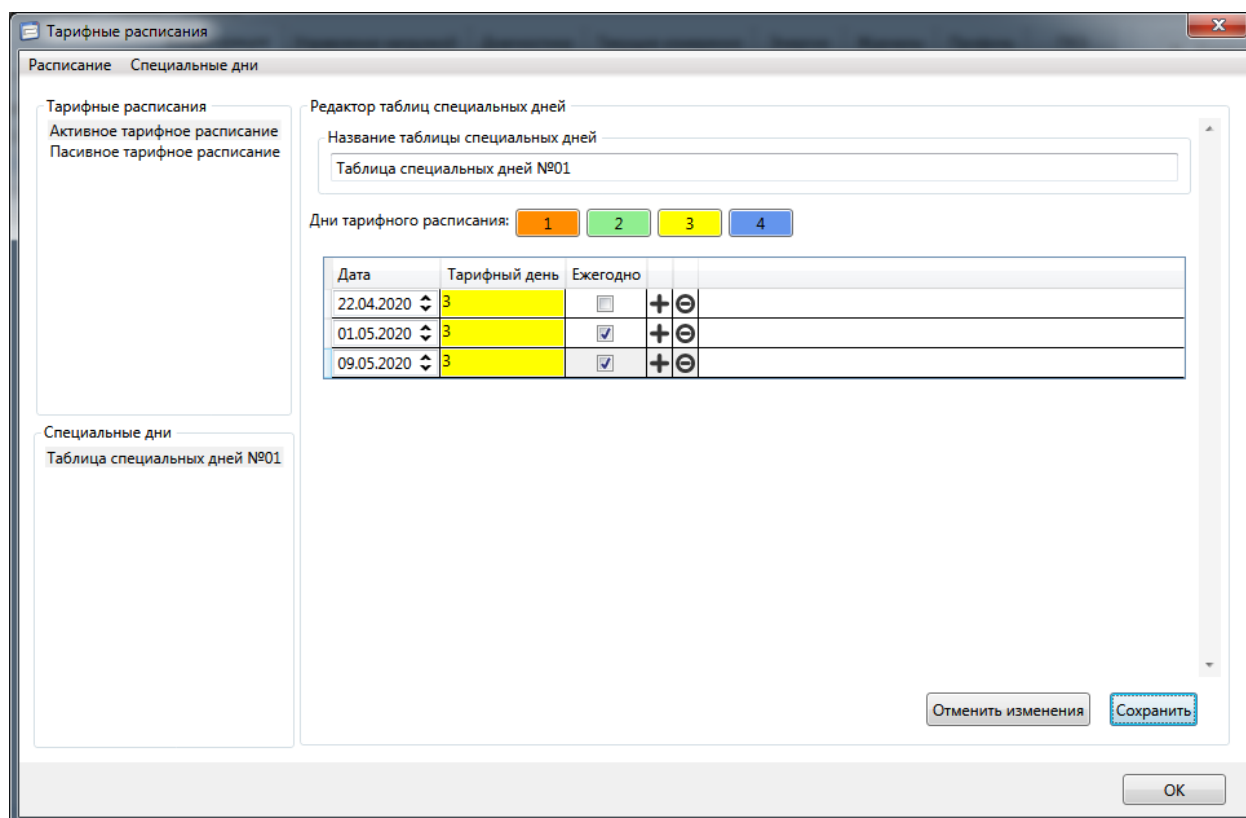 Тарифные расписания
Расписание Специальные дни
Тарифные расписания
Активное тарифное расписание
Пасивное тарифное расписание
Специальные дни
Таблица специальных дней №01
Редактор таблиц специальных дней
Название таблицы специальных дней
Таблица специальных дней №01
Дни тарифного расписания: 1 2 3 4
Дата Тарифный день Ежегодно
22.04.2020 3
01.05.2020 3
09.05.2020 3
Отменить изменения Сохранить
OK